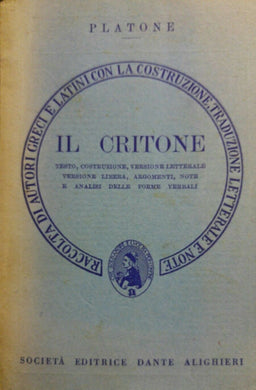 PLATONE
RACCOLTA DI AUTORI GRECI E LATINI CON LA COSTRUZIONE, TRADUZIONE LETTERALE E NOTE
IL CRITONE
TESTO, COSTRUZIONE, VERSIONE LETTERALE
VERSIONE LIBERA, ARGOMENTI, NOTE
E ANALISI DELLE FORME VERBALI
SOCIETÀ EDITRICE DANTE ALIGHIERI